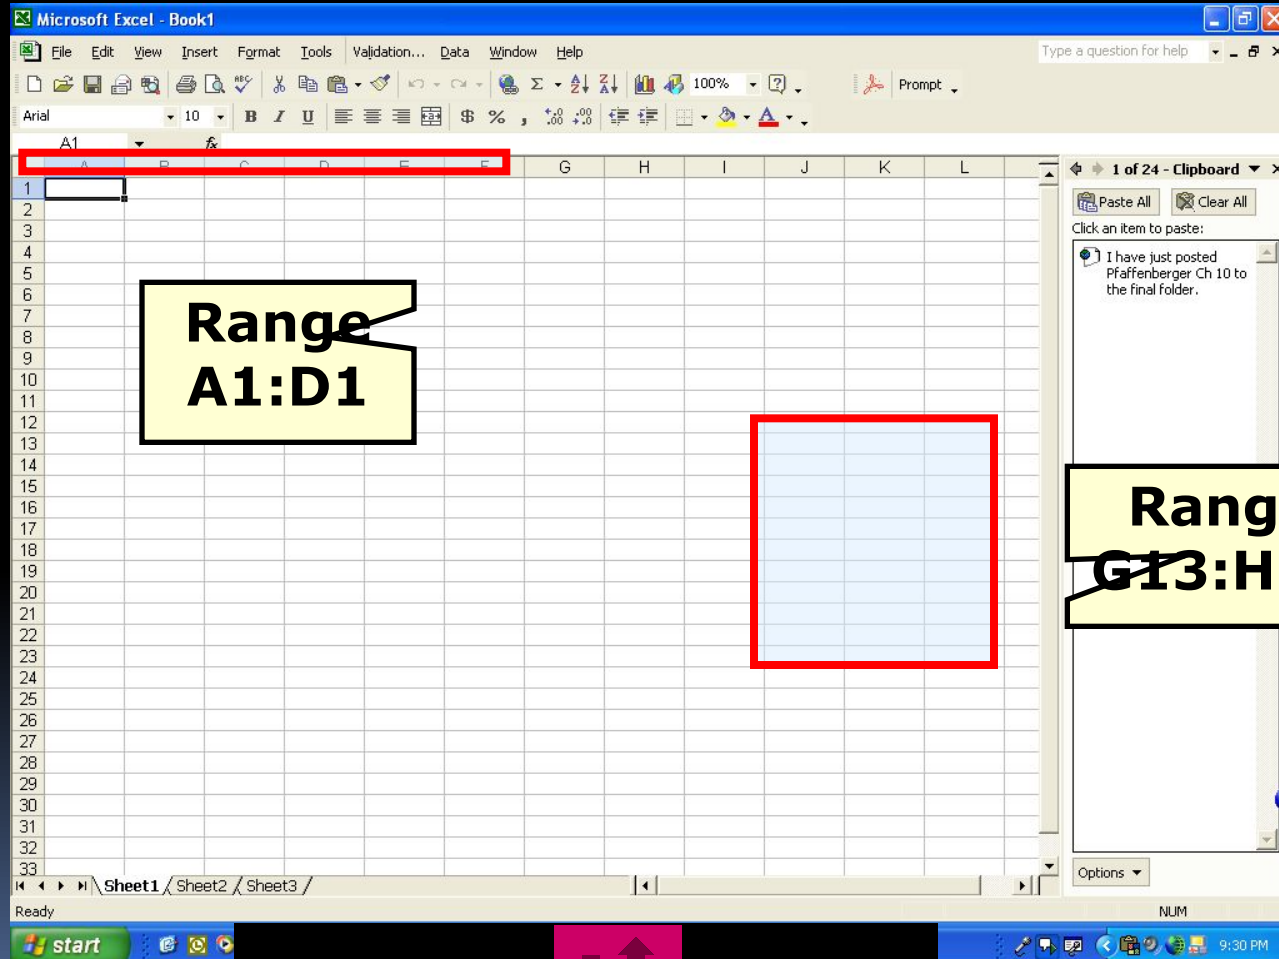 Microsoft Excel - Book1
File Edit View Insert Format Tools Validation... Data Window Help
Type a question for help
100%
Prompt
Arial 10 B I U $ % ,
A1 fx
G H I J K L
1 of 24 - Clipboard
Paste All Clear All
Click an item to paste:
I have just posted
Pfaffenberger Ch 10 to
the final folder.
1
2
3
4
5
6
7
8
9
10
11
12
13
14
15
16
17
18
19
20
21
22
23
24
25
26
27
28
29
30
31
32
33
Range
A1:D1
Rang
G13:H
Options
Sheet1 Sheet2 Sheet3
Ready
NUM
start
9:30 PM